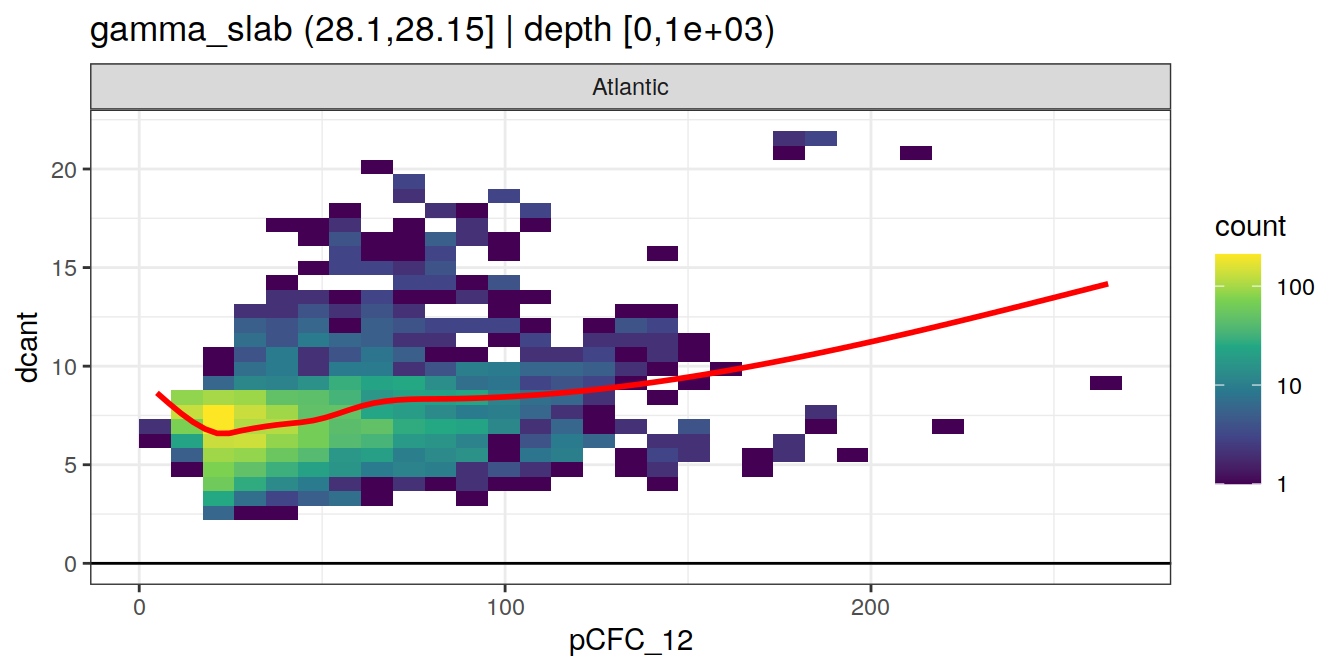 gamma_slab (28.1,28.15] | depth [0,1e+03)
Atlantic
20
15
10
5
0
dcant
0
100
200
pCFC_12
count
100
10
1